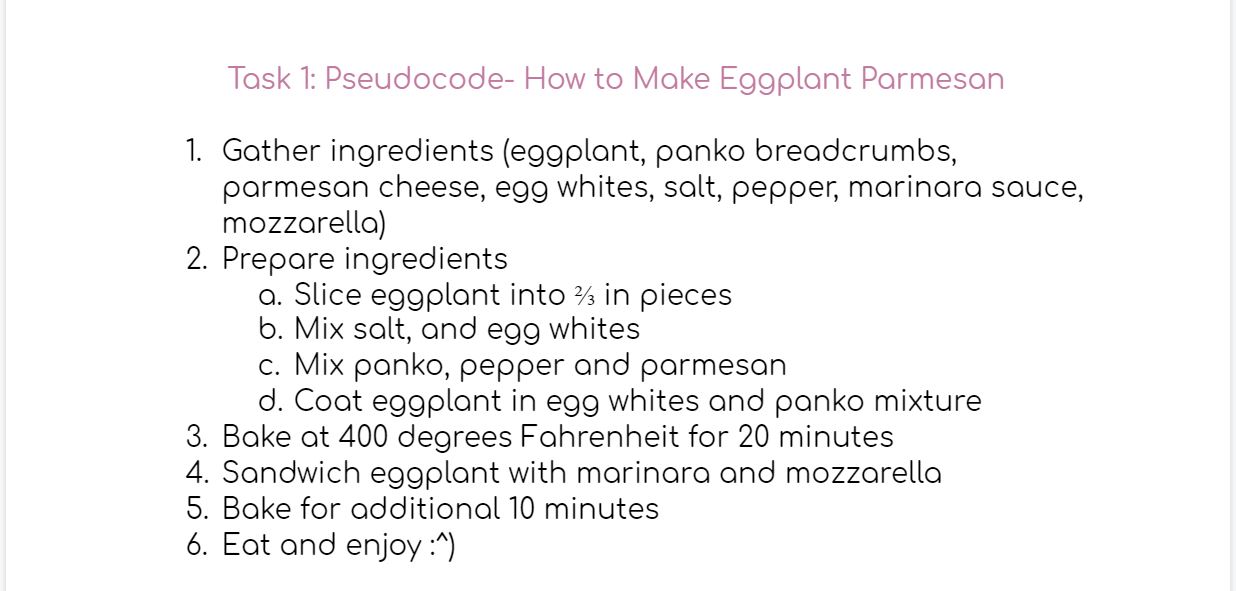 Task 1: Pseudocode- How to Make Eggplant Parmesan
1. Gather ingredients (eggplant, panko breadcrumbs,
parmesan cheese, egg whites, salt, pepper, marinara sauce,
mozzarella)
2. Prepare ingredients
a. Slice eggplant into ⅔ in pieces
b. Mix salt, and egg whites
c. Mix panko, pepper and parmesan
d. Coat eggplant in egg whites and panko mixture
3. Bake at 400 degrees Fahrenheit for 20 minutes
4. Sandwich eggplant with marinara and mozzarella
5. Bake for additional 10 minutes
6. Eat and enjoy :^)